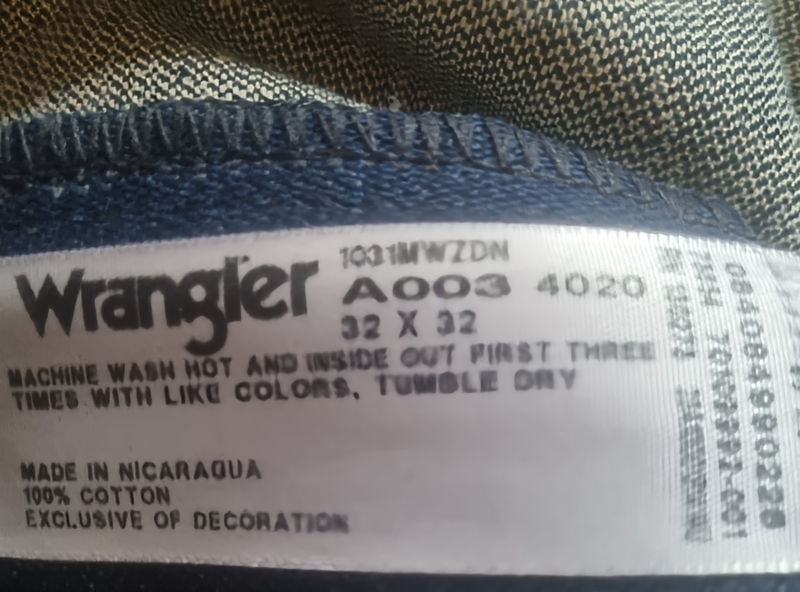 Wrangler
1031MWZDN
A003 4020
32 X 32
MACHINE WASH HOT AND INSIDE OUT FIRST THREE
TIMES WITH LIKE COLORS, TUMBLE DRY
MADE IN NICARAGUA
100% COTTON
EXCLUSIVE OF DECORATION